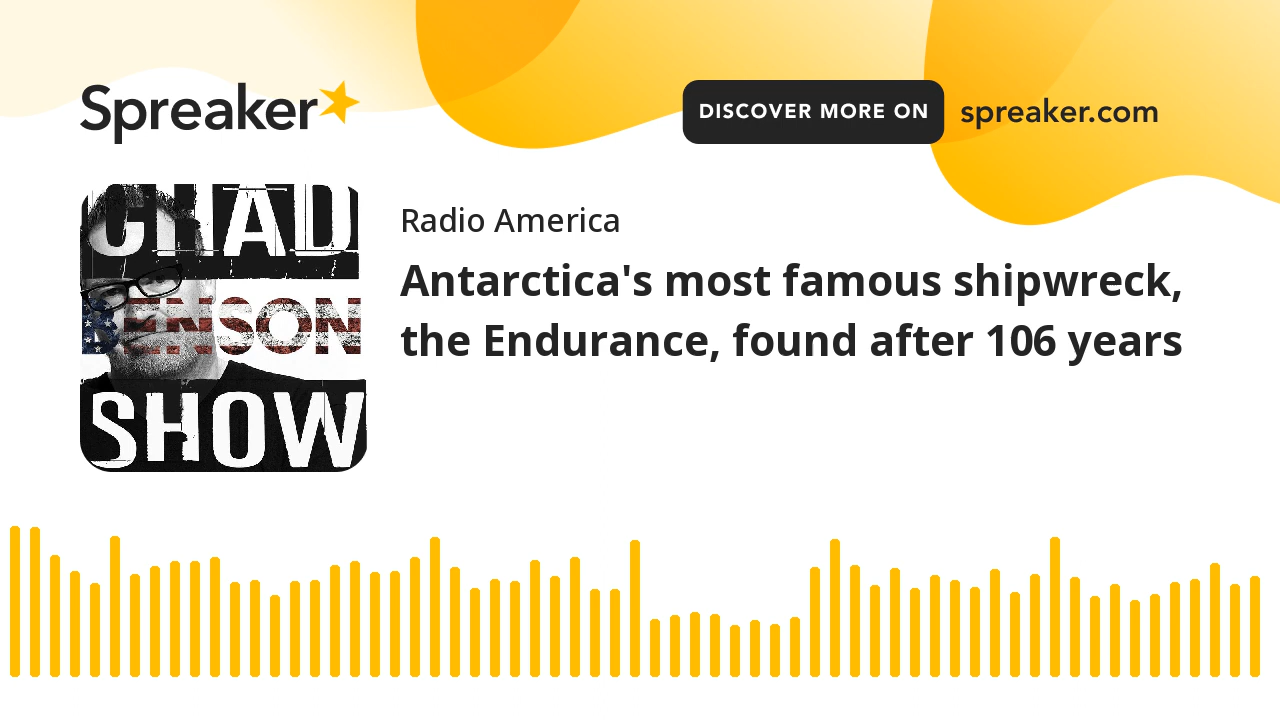 Spreaker
DISCOVER MORE ON
spreaker.com
CHAD
BENSON
SHOW
Radio America
Antarctica's most famous shipwreck,
the Endurance, found after 106 years